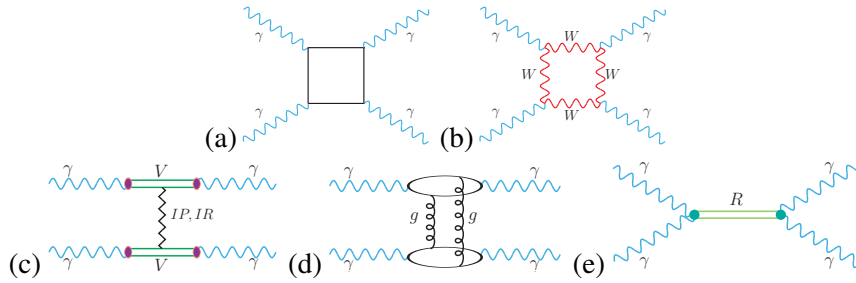 γ γ γ W γ
W W
γ γ γ W γ
(a) (b)
γ V γ γ γ γ γ
IP, IR g g R
γ V γ γ γ γ γ
(c) (d) (e)